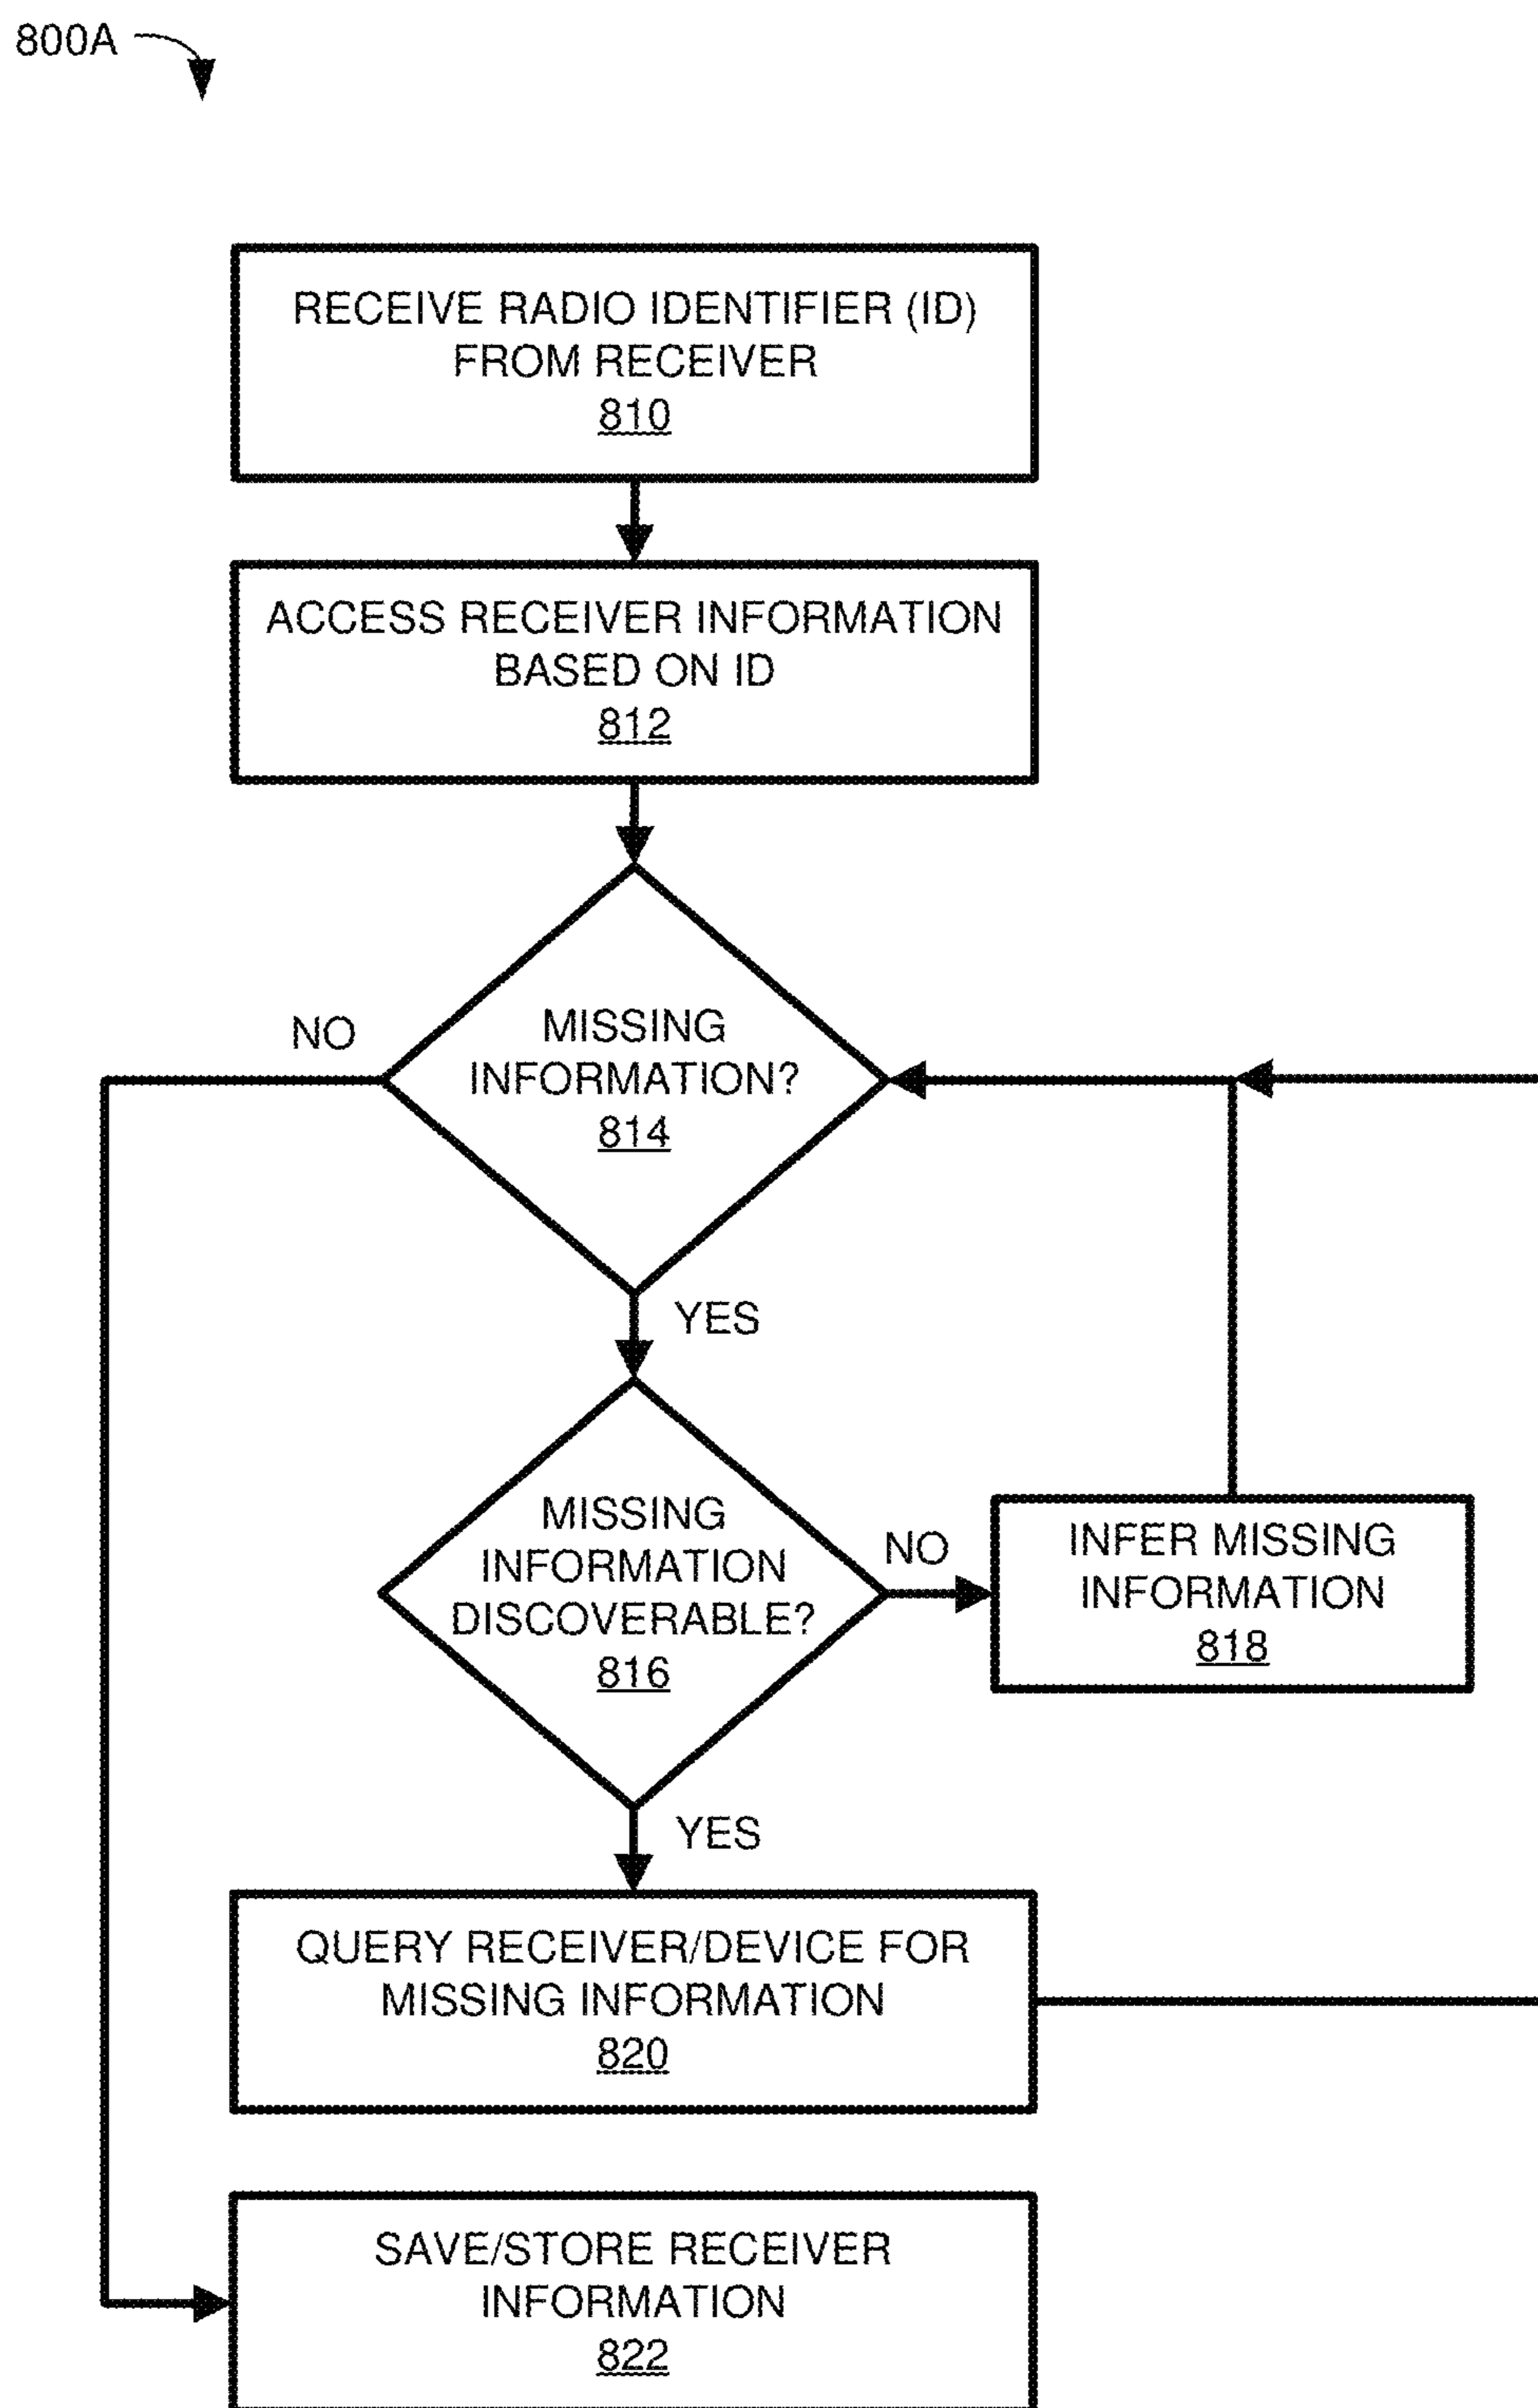 800A
RECEIVE RADIO IDENTIFIER (ID)
FROM RECEIVER
810
ACCESS RECEIVER INFORMATION
BASED ON ID
812
NO
MISSING
INFORMATION?
814
YES
MISSING
INFORMATION
DISCOVERABLE?
816
NO
INFER MISSING
INFORMATION
818
YES
QUERY RECEIVER/DEVICE FOR
MISSING INFORMATION
820
SAVE/STORE RECEIVER
INFORMATION
822